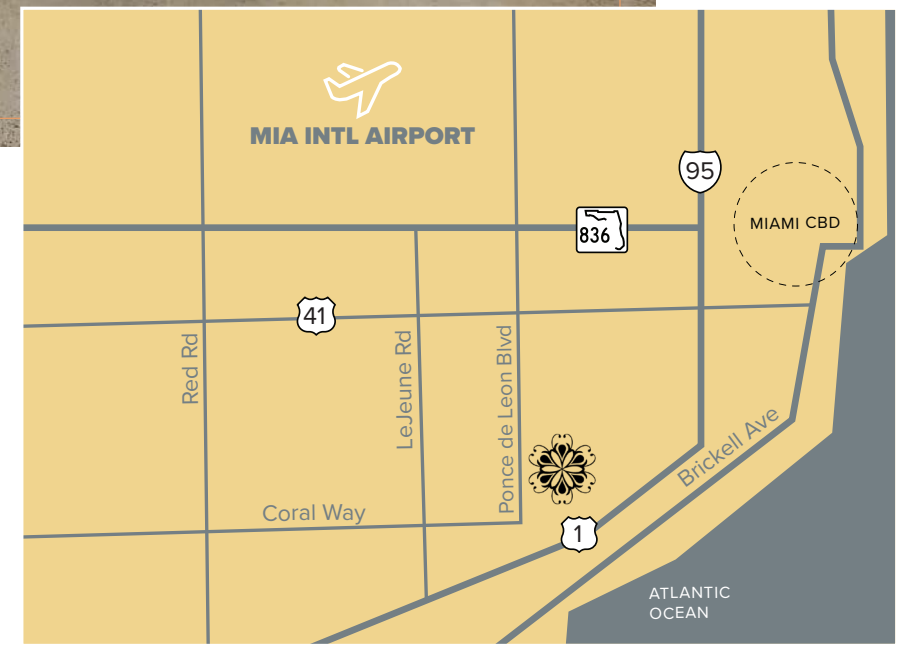 MIA INTL AIRPORT
95
836
MIAMI CBD
41
Red Rd
LeJeune Rd
Ponce de Leon Blvd
Brickell Ave
Coral Way
1
ATLANTIC
OCEAN